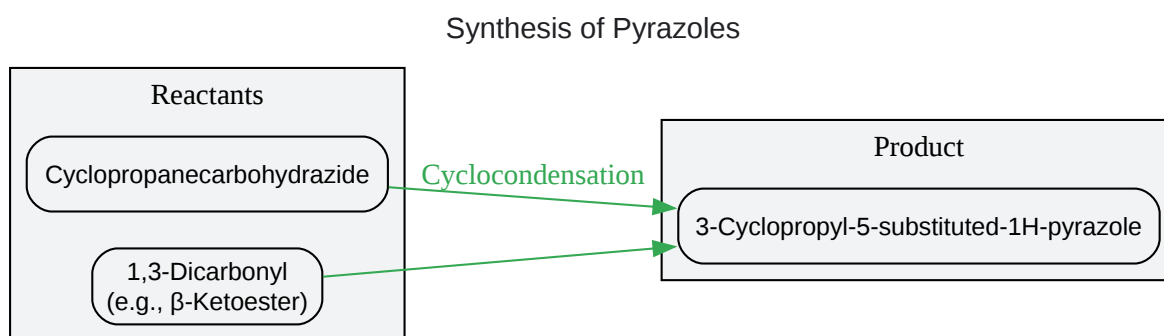 Synthesis of Pyrazoles
Reactants
Cyclopropanecarbohydrazide
1,3-Dicarbonyl
(e.g., β-Ketoester)
Cyclocondensation
Product
3-Cyclopropyl-5-substituted-1H-pyrazole